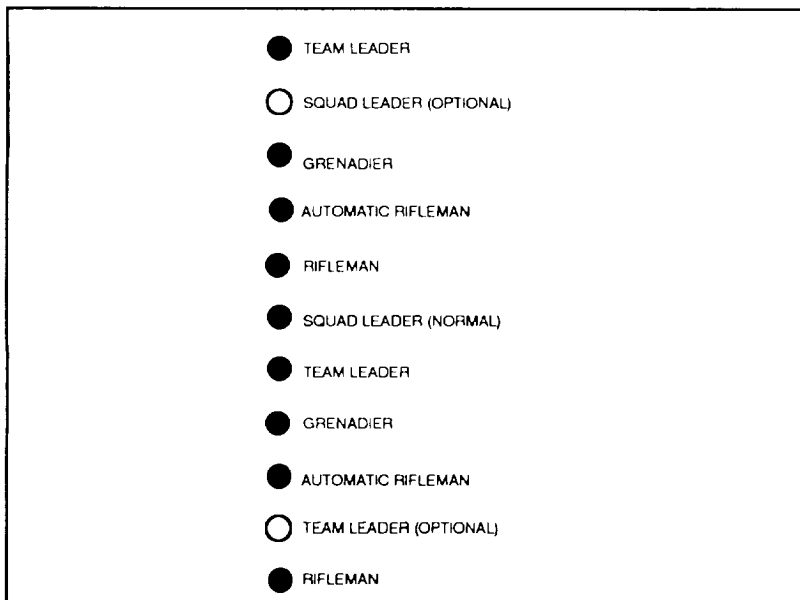 TEAM LEADER
SQUAD LEADER (OPTIONAL)
GRENADIER
AUTOMATIC RIFLEMAN
RIFLEMAN
SQUAD LEADER (NORMAL)
TEAM LEADER
GRENADIER
AUTOMATIC RIFLEMAN
TEAM LEADER (OPTIONAL)
RIFLEMAN